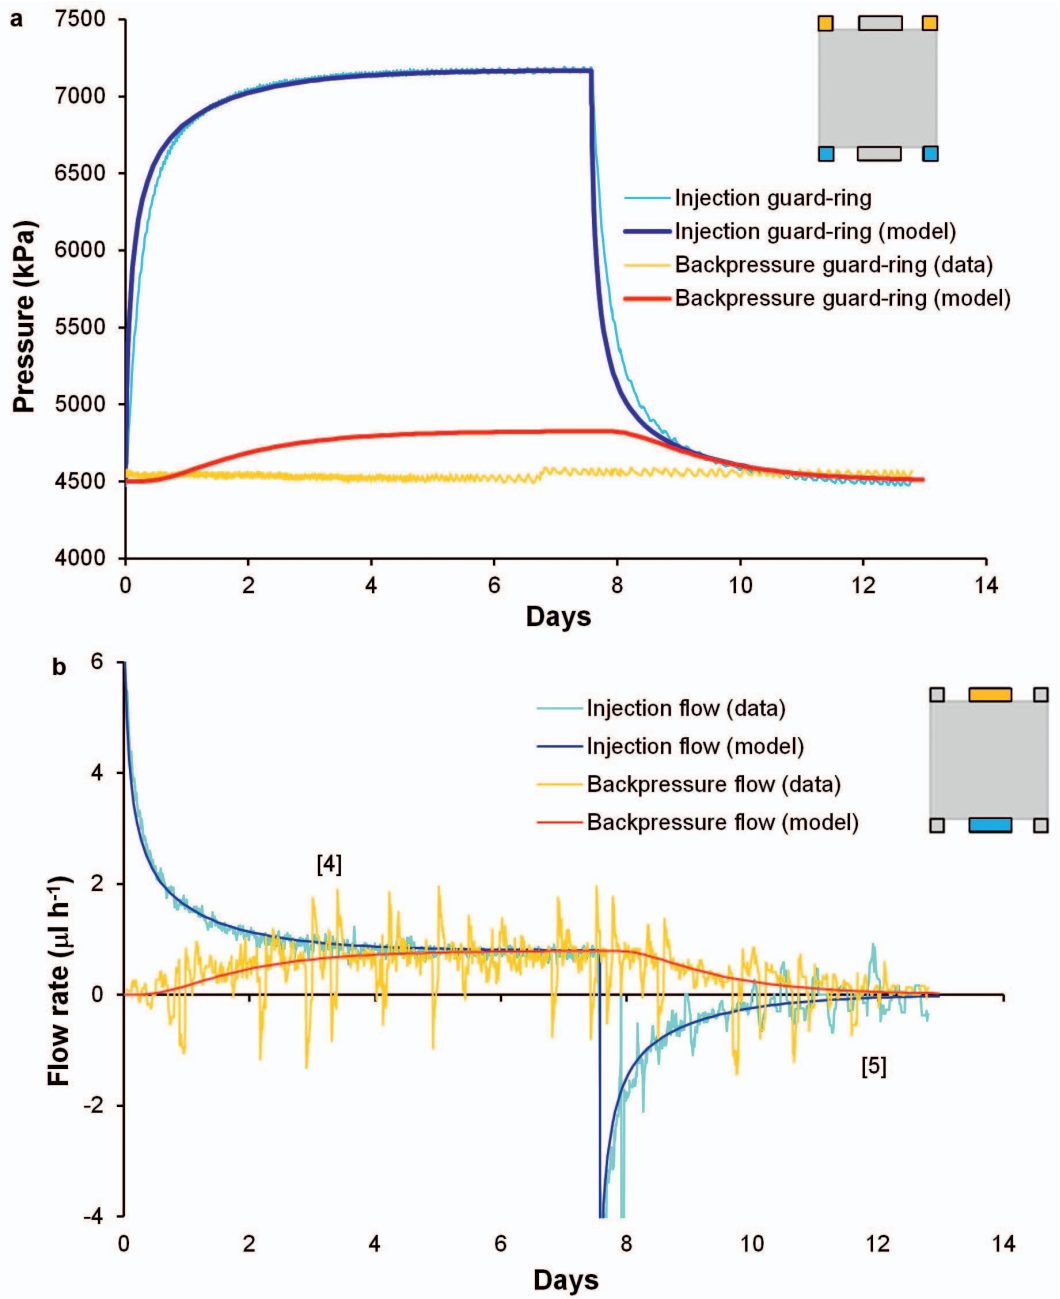 a
7500
7000
6500
6000
5500
5000
4500
4000
Pressure (kPa)
Injection guard-ring
Injection guard-ring (model)
Backpressure guard-ring (data)
Backpressure guard-ring (model)
0 2 4 6 8 10 12 14
Days
b
6
4
2
0
-2
-4
Flow rate (µl h⁻¹)
Injection flow (data)
Injection flow (model)
Backpressure flow (data)
Backpressure flow (model)
[4]
[5]
0 2 4 6 8 10 12 14
Days